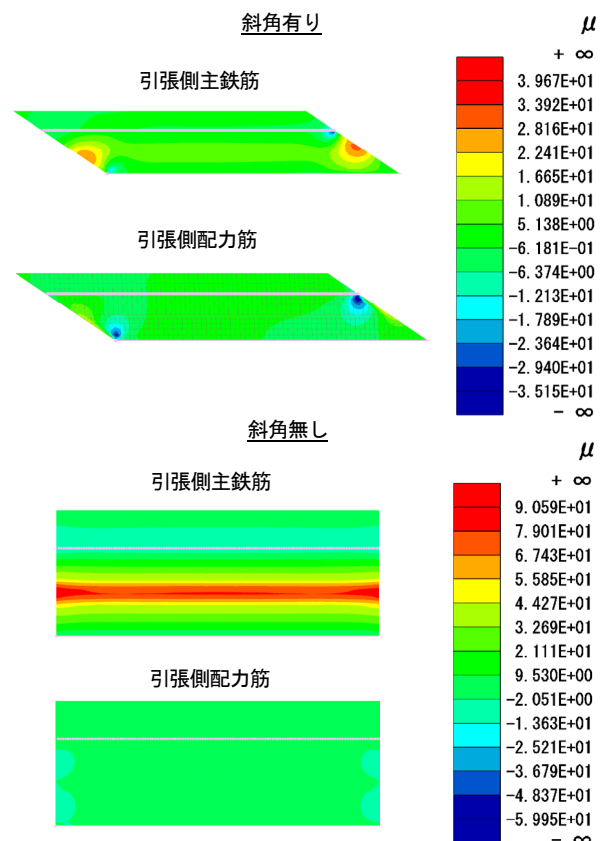 斜角有り
μ
+ ∞
引張側主鉄筋
3.967E+01
3.392E+01
2.816E+01
2.241E+01
1.665E+01
1.089E+01
5.138E+00
-6.181E-01
-6.374E+00
-1.213E+01
-1.789E+01
-2.364E+01
-2.940E+01
-3.515E+01
- ∞
引張側配力筋
斜角無し
μ
+ ∞
引張側主鉄筋
9.059E+01
7.901E+01
6.743E+01
5.585E+01
4.427E+01
3.269E+01
2.111E+01
9.530E+00
-2.051E+00
-1.363E+01
-2.521E+01
-3.679E+01
-4.837E+01
-5.995E+01
- ∞
引張側配力筋